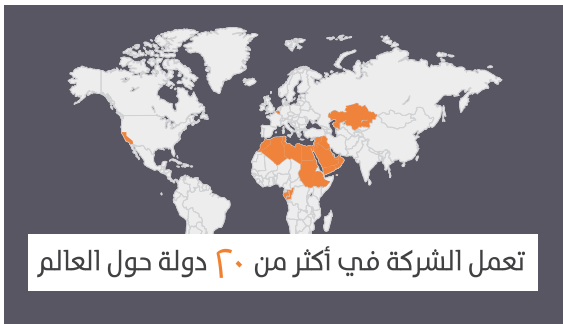 تعمل الشركة في أكثر من ٢٠ دولة حول العالم